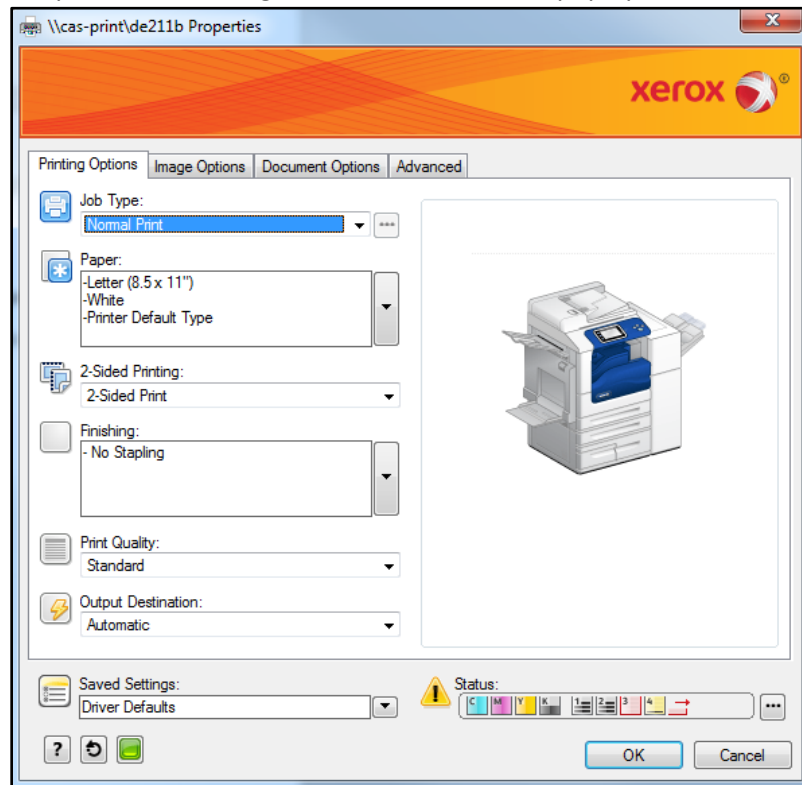 \\cas-print\de211b Properties
xerox
Printing Options Image Options Document Options Advanced
Job Type:
Normal Print
Paper:
-Letter (8.5 x 11")
-White
-Printer Default Type
2-Sided Printing:
2-Sided Print
Finishing:
- No Stapling
Print Quality:
Standard
Output Destination:
Automatic
Saved Settings:
Driver Defaults
Status:
C M Y K 1 2 3 4
? 
OK Cancel